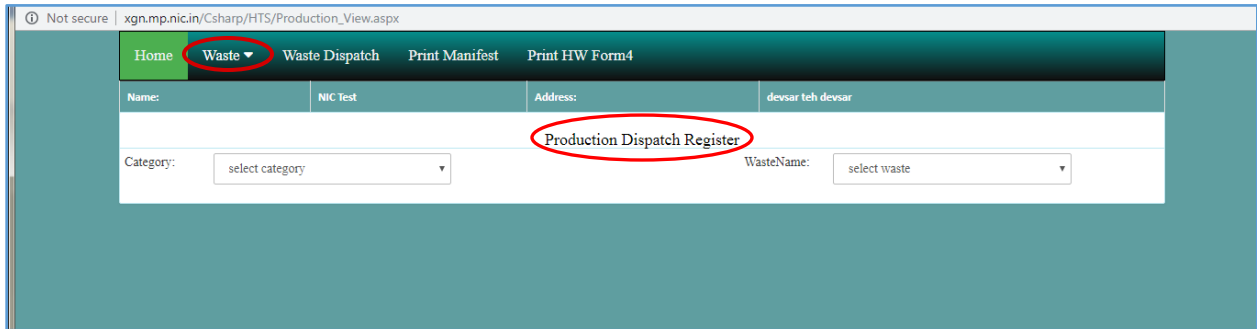 Not secure | xgn.mp.nic.in/Csharp/HTS/Production_View.aspx
Home Waste Waste Dispatch Print Manifest Print HW Form4
Name: NIC Test Address: devsar teh devsar
Production Dispatch Register
Category: select category WasteName: select waste